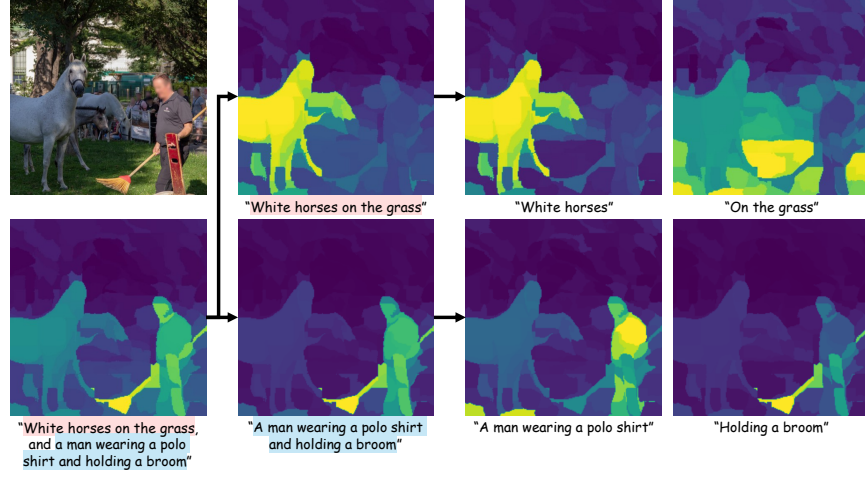 “White horses on the grass”
“White horses”
“On the grass”
“White horses on the grass,
and a man wearing a polo
shirt and holding a broom”
“A man wearing a polo shirt
and holding a broom”
“A man wearing a polo shirt”
“Holding a broom”